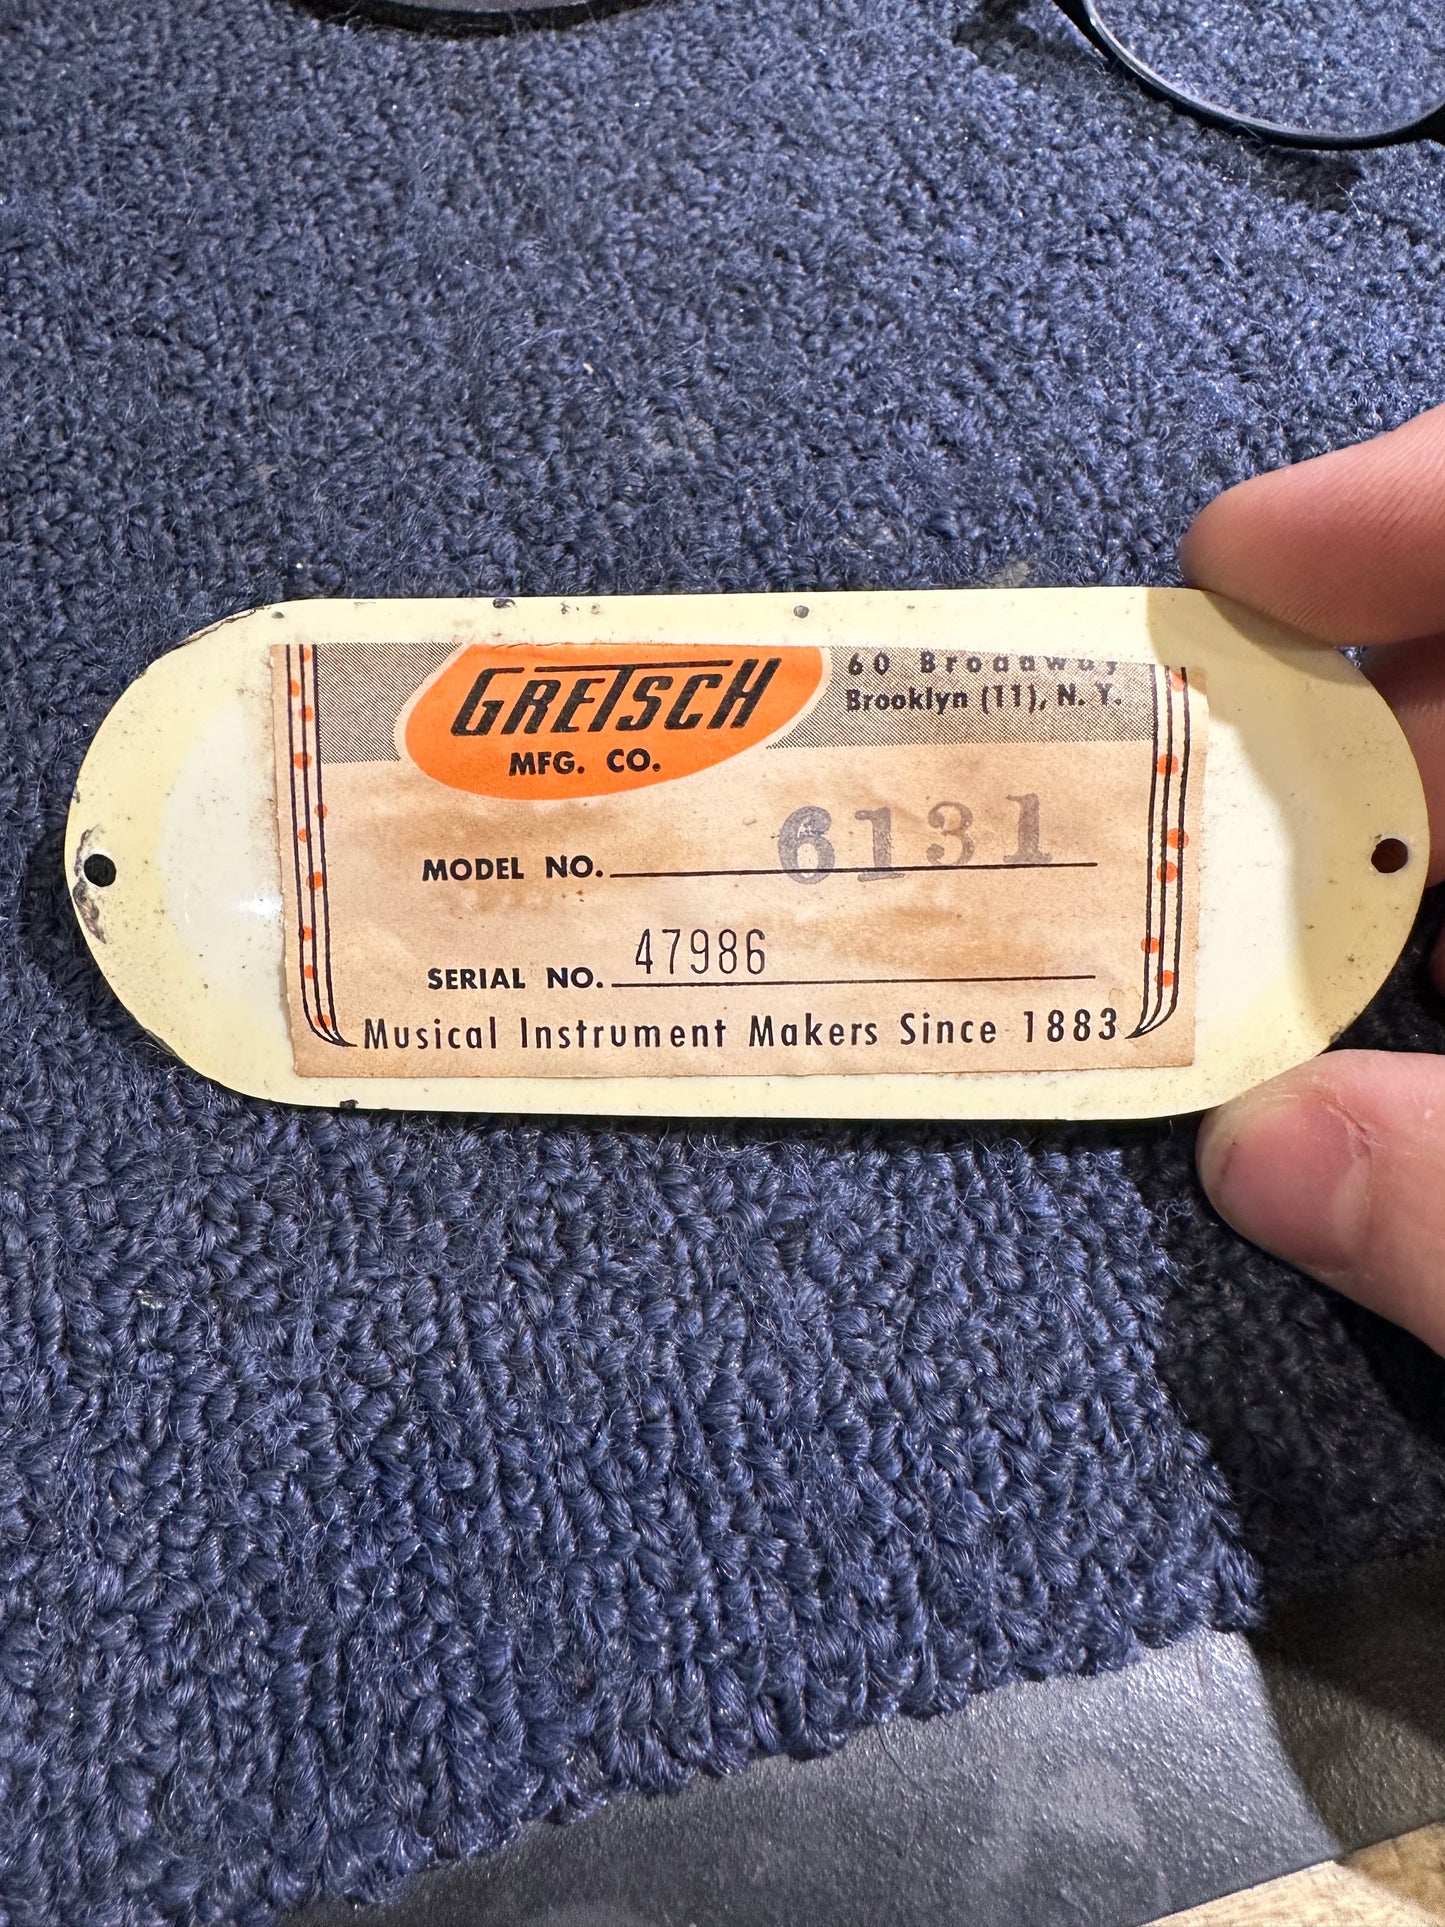 GRETSCH
MFG. CO.
60 Broadway
Brooklyn (11), N. Y.
MODEL NO. 6131
SERIAL NO. 47986
Musical Instrument Makers Since 1883